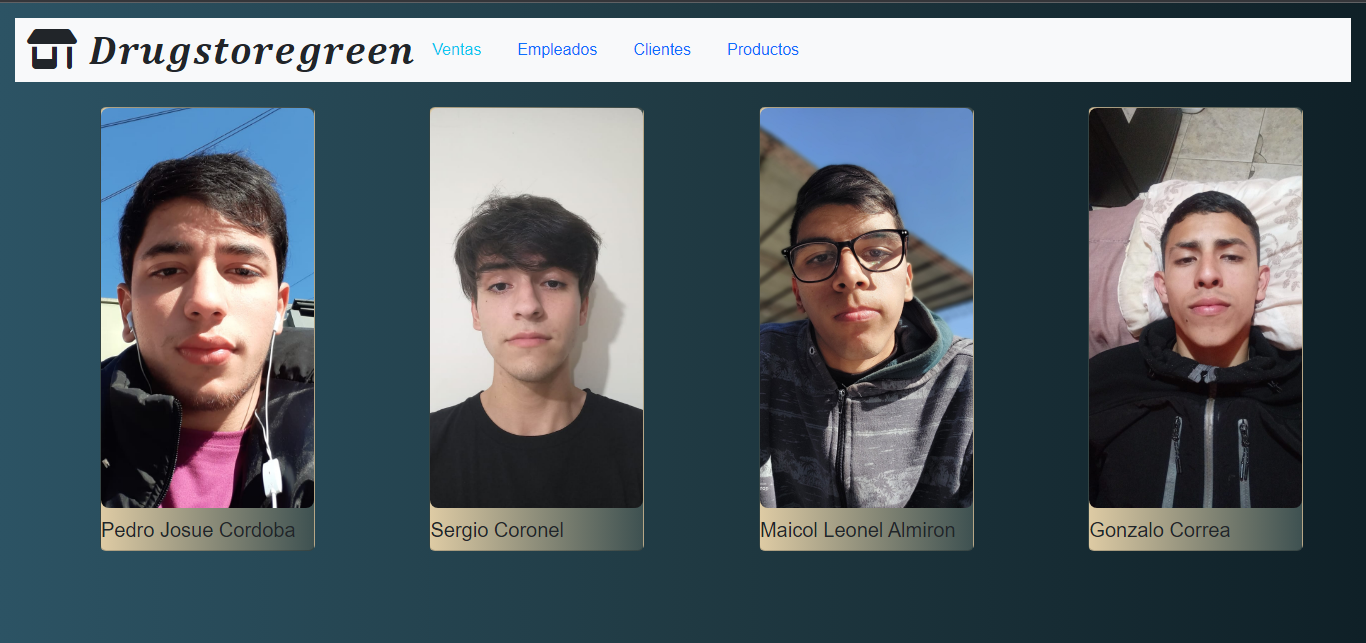 Drugstoregreen Ventas Empleados Clientes Productos
Pedro Josue Cordoba
Sergio Coronel
Maicol Leonel Almiron
Gonzalo Correa